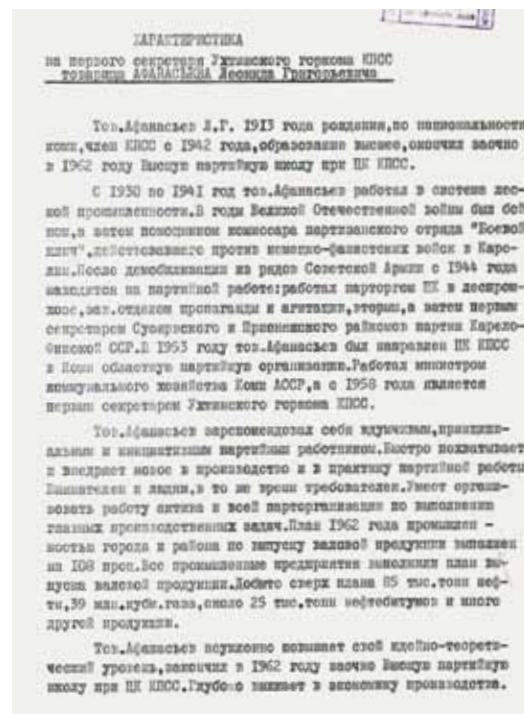 ХАРАКТЕРИСТИКА
на первого секретаря Ухтинского горкома КПСС
товарища АФАНАСЬЕВА Леонида Григорьевича
Тов.Афанасьев Л.Г. 1913 года рождения,по национальности
коми,член КПСС с 1942 года,образование высшее,окончил заочно
в 1962 году Высшую партийную школу при ЦК КПСС.
С 1930 по 1941 год тов.Афанасьев работал в системе лес-
ной промышленности.В годы Великой Отечественной войны был бой
цом,а затем помощником комиссара партизанского отряда "Боевой
клич",действовавшего против немецко-фашистских войск в Каре-
лии.После демобилизации из рядов Советской Армии с 1944 года
находится на партийной работе:работал парторгом ЦК в леспром-
хозе,зав.отделом пропаганды и агитации,вторым,а затем первым
секретарем Суоярвского и Прионежского райкомов партии Карело-
Финской ССР.В 1953 году тов.Афанасьев был направлен ЦК КПСС
в Коми областную партийную организацию.Работал министром
коммунального хозяйства Коми АССР,а с 1958 года является
первым секретарем Ухтинского горкома КПСС.
Тов.Афанасьев зарекомендовал себя вдумчивым,принципи-
альным и инициативным партийным работником.Быстро подхватывает
и внедряет новое в производство и в практику партийной работы
Внимателен к людям,в то же время требователен.Умеет органи-
зовать работу актива и всей парторганизации по выполнению
главных производственных задач.План 1962 года промышлен -
ностью города и района по выпуску валовой продукции выполнен
на 108 проц.Все промышленные предприятия выполнили план вы-
пуска валовой продукции.Добыто сверх плана 85 тыс.тонн неф-
ти,39 млн.куб.газа,около 25 тыс.тонн нефтебитумов и много
другой продукции.
Тов.Афанасьев неуклонно повышает свой идейно-теорети-
ческий уровень,закончил в 1962 году заочно Высшую партийную
школу при ЦК КПСС.Глубоко вникает в экономику производства.